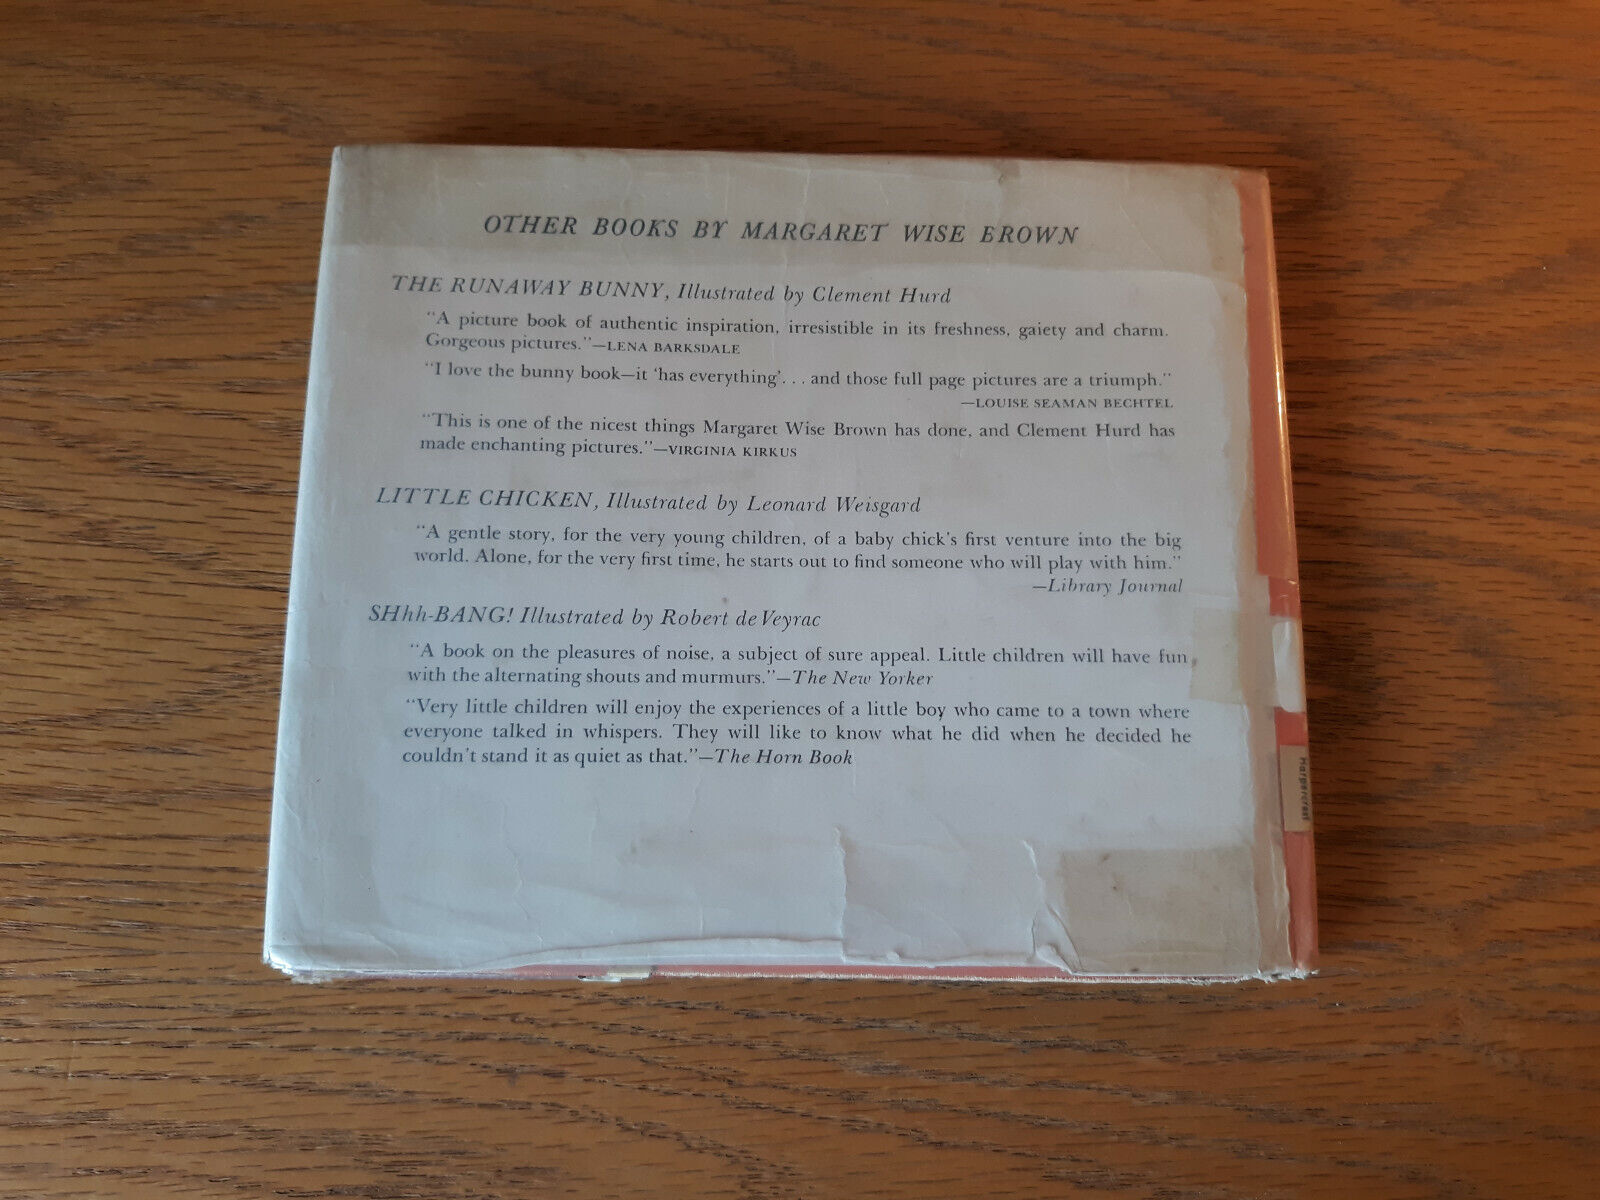 OTHER BOOKS BY MARGARET WISE BROWN
THE RUNAWAY BUNNY, Illustrated by Clement Hurd
"A picture book of authentic inspiration, irresistible in its freshness, gaiety and charm.
Gorgeous pictures."—LENA BARKSDALE
"I love the bunny book—it 'has everything'. . . and those full page pictures are a triumph."
—LOUISE SEAMAN BECHTEL
"This is one of the nicest things Margaret Wise Brown has done, and Clement Hurd has
made enchanting pictures."—VIRGINIA KIRKUS
LITTLE CHICKEN, Illustrated by Leonard Weisgard
"A gentle story, for the very young children, of a baby chick's first venture into the big
world. Alone, for the very first time, he starts out to find someone who will play with him."
—Library Journal
SHhh-BANG! Illustrated by Robert de Veyrac
"A book on the pleasures of noise, a subject of sure appeal. Little children will have fun
with the alternating shouts and murmurs."—The New Yorker
"Very little children will enjoy the experiences of a little boy who came to a town where
everyone talked in whispers. They will like to know what he did when he decided he
couldn't stand it as quiet as that."—The Horn Book
Harpercrest